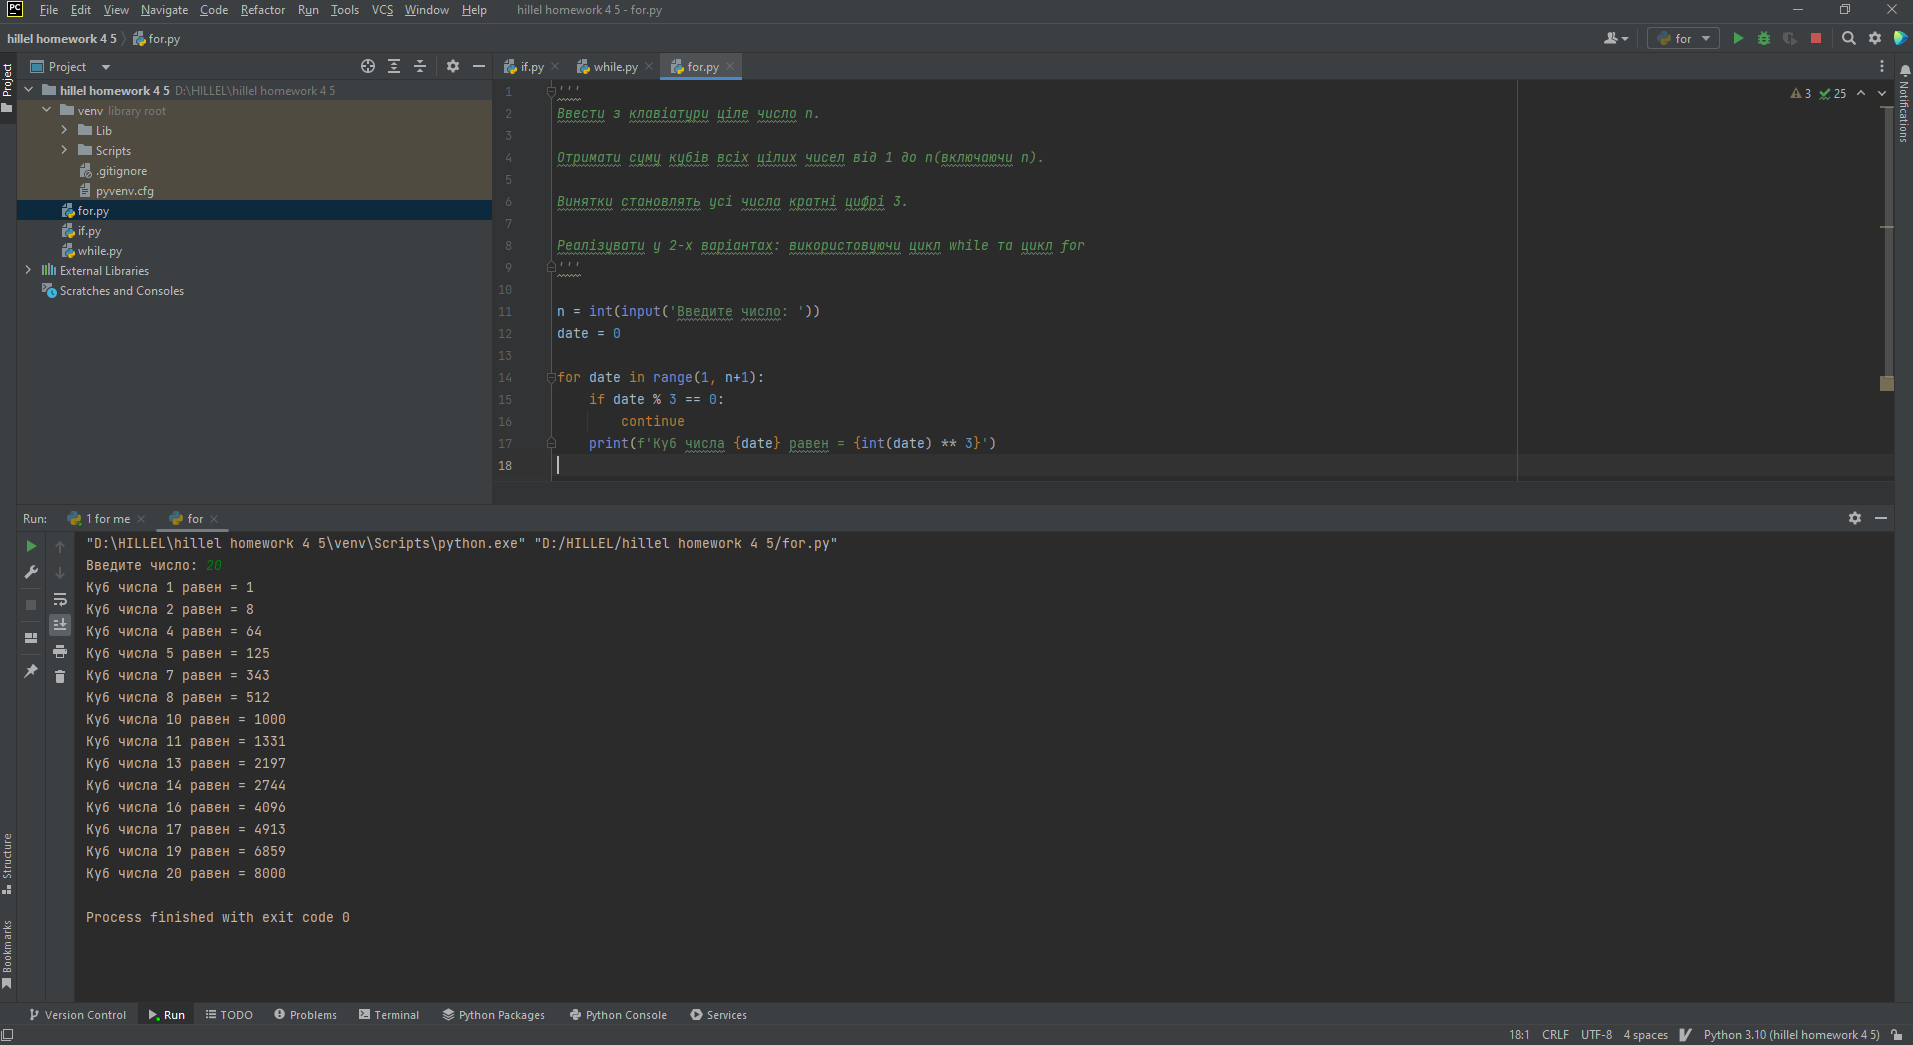 PC File Edit View Navigate Code Refactor Run Tools VCS Window Help hillel homework 4 5 - for.py
hillel homework 4 5 for.py for
Project
Project
if.py while.py for.py
hillel homework 4 5 D:\HILLEL\hillel homework 4 5
venv library root
Lib
Scripts
.gitignore
pyvenv.cfg
for.py
if.py
while.py
External Libraries
Scratches and Consoles
3 25
Notifications
1 '''
2 Ввести з клавіатури ціле число n.
3
4 Отримати суму кубів всіх цілих чисел від 1 до n(включаючи n).
5
6 Винятки становлять усі числа кратні цифрі 3.
7
8 Реалізувати у 2-х варіантах: використовуючи цикл while та цикл for
9 '''
10
11 n = int(input('Введите число: '))
12 date = 0
13
14 for date in range(1, n+1):
15 if date % 3 == 0:
16 continue
17 print(f'Куб числа {date} равен = {int(date) ** 3}')
18
Run: 1 for me for
"D:\HILLEL\hillel homework 4 5\venv\Scripts\python.exe" "D:/HILLEL/hillel homework 4 5/for.py"
Введите число: 20
Куб числа 1 равен = 1
Куб числа 2 равен = 8
Куб числа 4 равен = 64
Куб числа 5 равен = 125
Куб числа 7 равен = 343
Куб числа 8 равен = 512
Куб числа 10 равен = 1000
Куб числа 11 равен = 1331
Куб числа 13 равен = 2197
Куб числа 14 равен = 2744
Куб числа 16 равен = 4096
Куб числа 17 равен = 4913
Куб числа 19 равен = 6859
Куб числа 20 равен = 8000
Process finished with exit code 0
Structure
Bookmarks
Version Control Run TODO Problems Terminal Python Packages Python Console Services
18:1 CRLF UTF-8 4 spaces Python 3.10 (hillel homework 4 5)